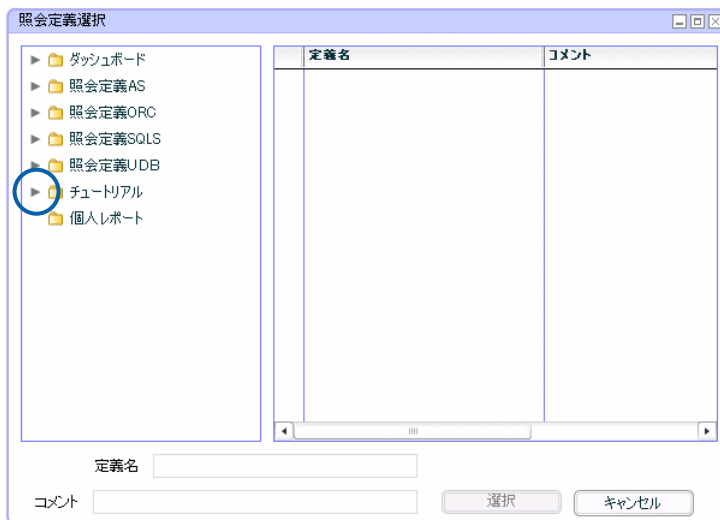 照会定義選択
ダッシュボード
照会定義AS
照会定義ORC
照会定義SQLS
照会定義UDB
チュートリアル
個人レポート
定義名 コメント
定義名
コメント 選択 キャンセル